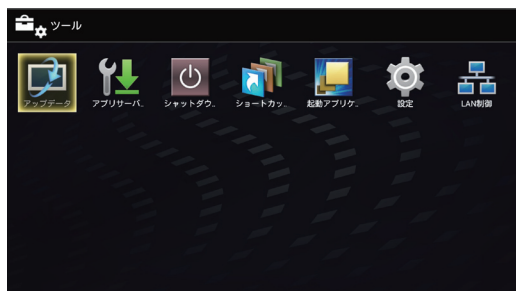 ツール
アップデータ
アプリサーバ..
シャットダウ..
ショートカッ..
起動アプリケ..
設定
LAN制御